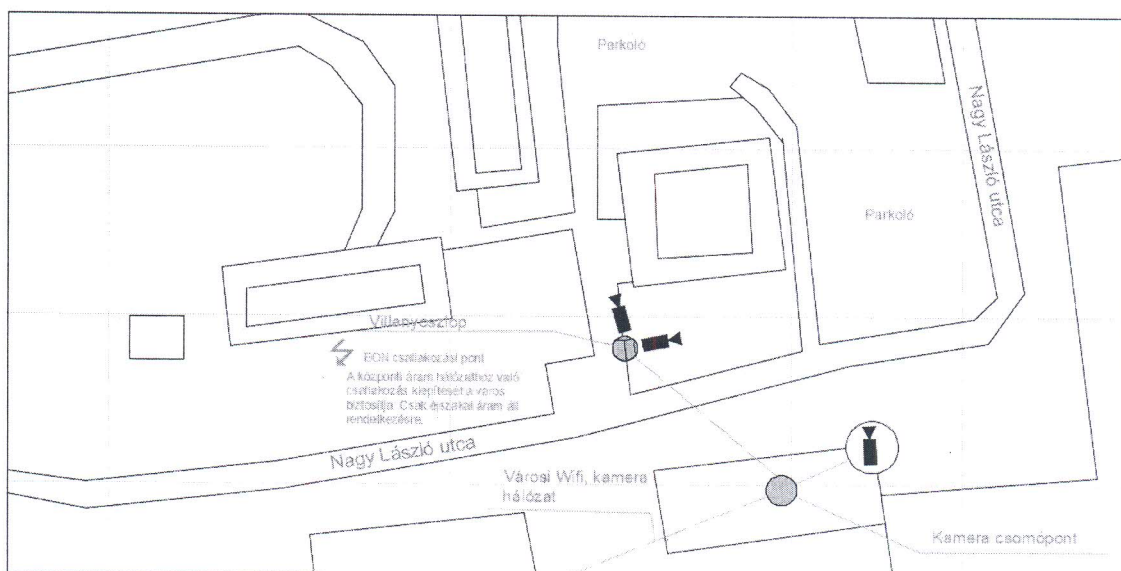 Parkoló
Nagy László utca
Parkoló
Villanyoszlop
EON csatlakozási pont
A központi áram hálózathoz való
csatlakozás kiépítését a város
biztosítja. Csak éjszakai áram áll
rendelkezésre.
Nagy László utca
Városi Wifi, kamera
hálózat
Kamera csomópont